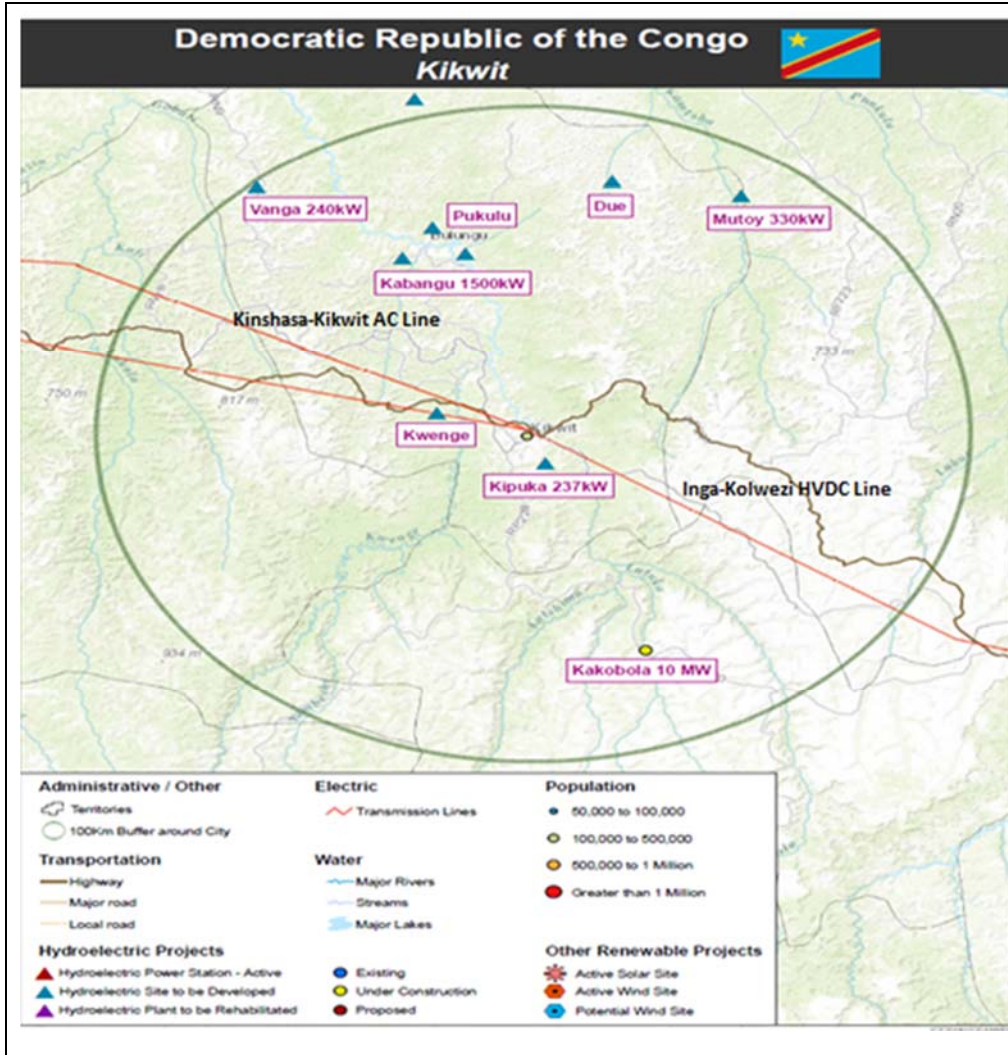 Democratic Republic of the Congo
Kikwit
Vanga 240kW
Pukulu
Due
Mutoy 330kW
Bulungu
Kabangu 1500kW
Kinshasa-Kikwit AC Line
733 m
750 m
817 m
Kwenge
Kikwit
Kipuka 237kW
Inga-Kolwezi HVDC Line
Kwenge
Lutshima
934 m
Kakobola 10 MW
Administrative / Other
Territories
100Km Buffer around City
Electric
Transmission Lines
Population
50,000 to 100,000
100,000 to 500,000
500,000 to 1 Million
Greater than 1 Million
Transportation
Highway
Major road
Local road
Water
Major Rivers
Streams
Major Lakes
Hydroelectric Projects
Hydroelectric Power Station - Active
Hydroelectric Site to be Developed
Hydroelectric Plant to be Rehabilitated
Existing
Under Construction
Proposed
Other Renewable Projects
Active Solar Site
Active Wind Site
Potential Wind Site